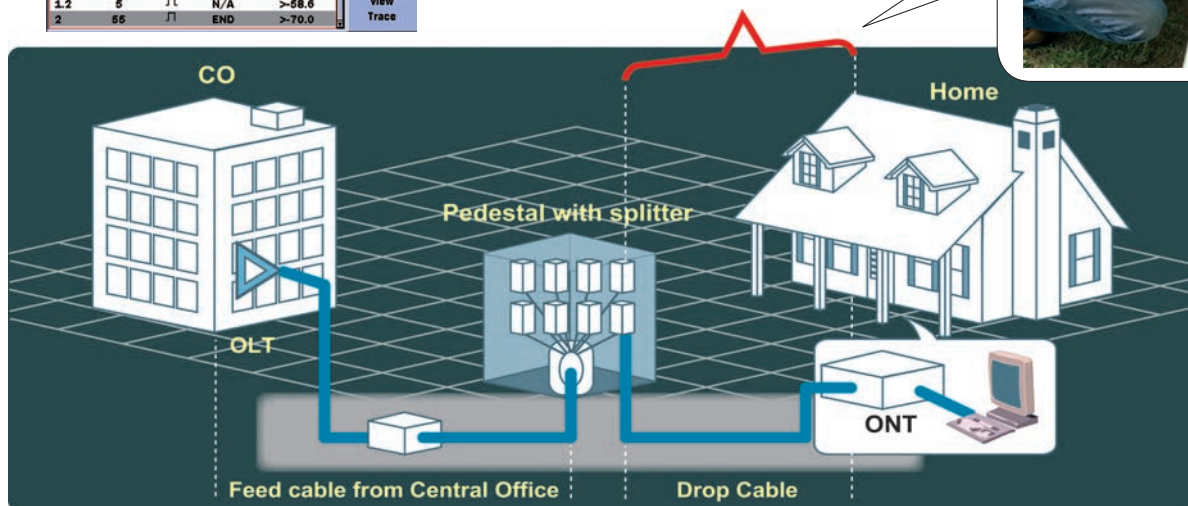 1.2 5 N/A >-58.6
2 55 END >-70.0
View
Trace
CO
Home
Pedestal with splitter
OLT
ONT
Feed cable from Central Office
Drop Cable